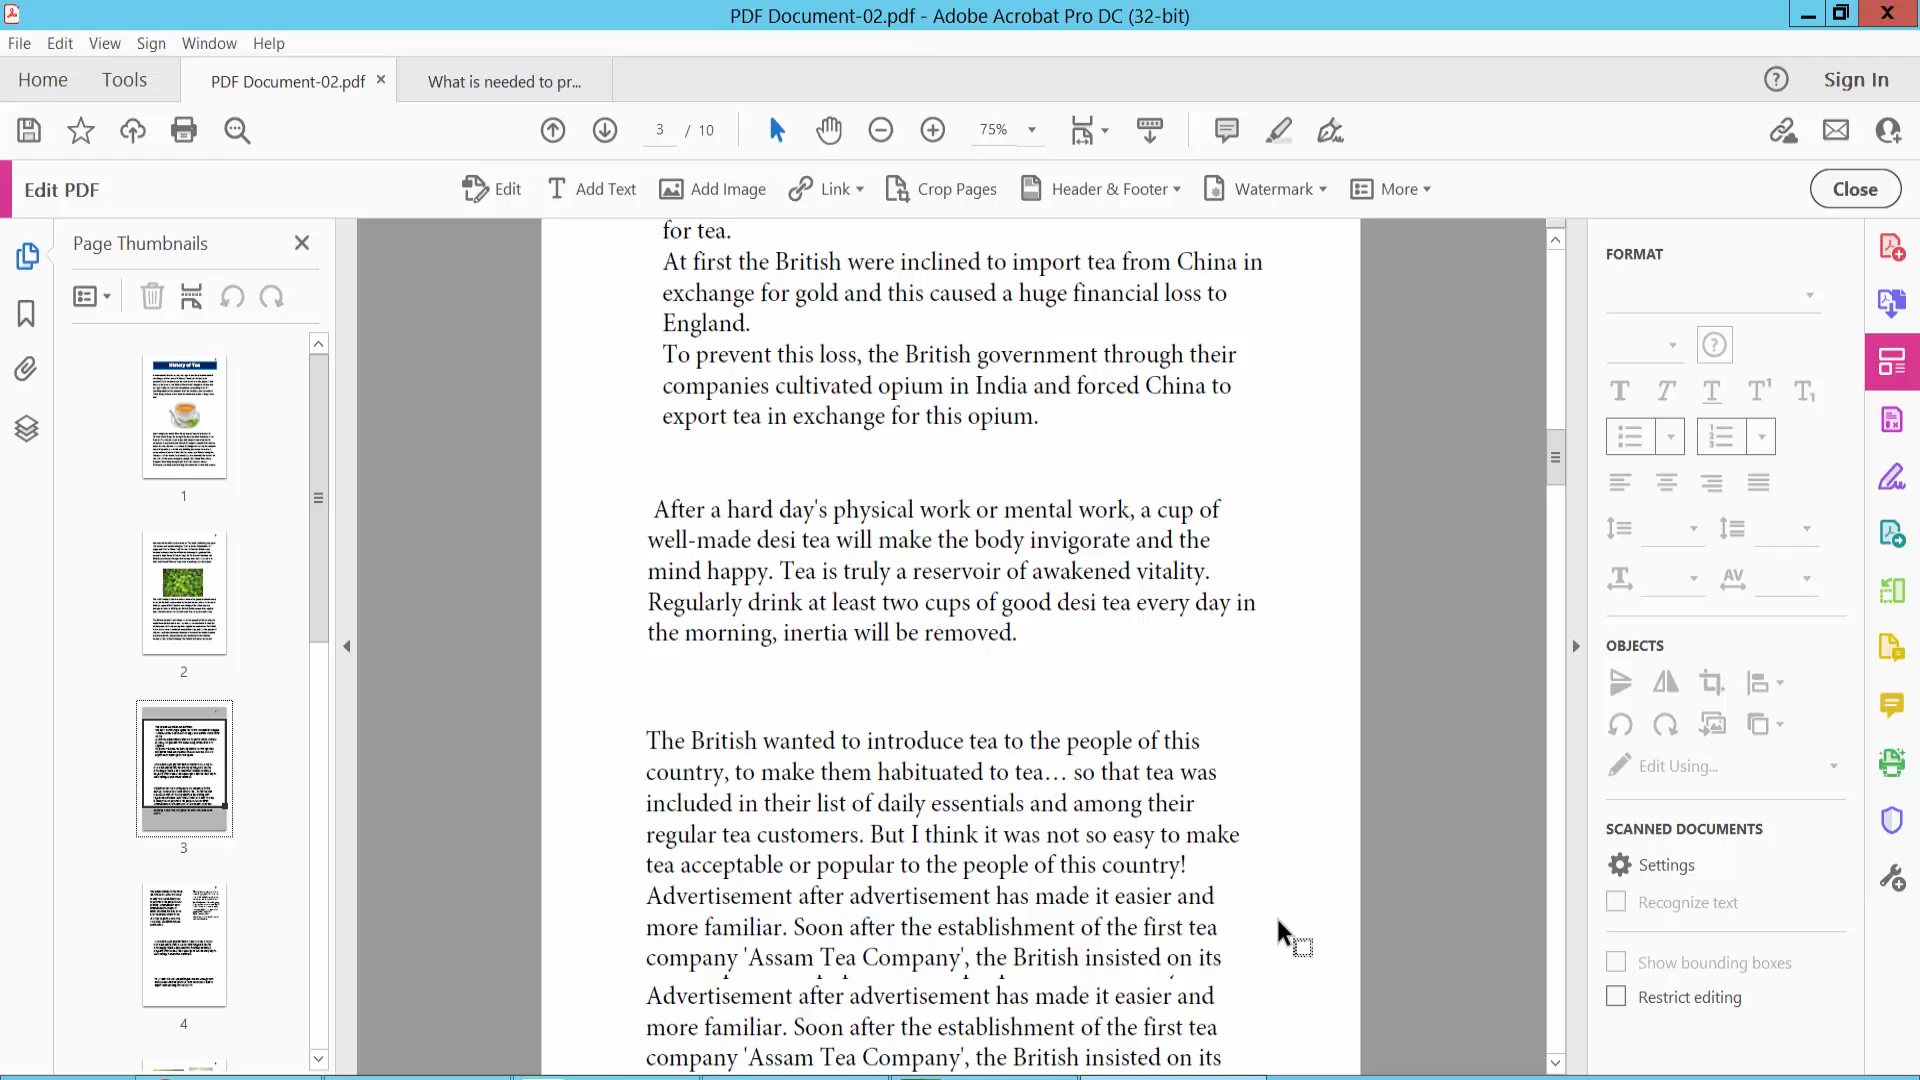 PDF Document-02.pdf - Adobe Acrobat Pro DC (32-bit)
File Edit View Sign Window Help
Home Tools PDF Document-02.pdf × What is needed to pr... Sign In
3 / 10 75%
Edit PDF Edit Add Text Add Image Link Crop Pages Header & Footer Watermark More Close
Page Thumbnails
History of Tea
1
2
3
4
for tea.
At first the British were inclined to import tea from China in
exchange for gold and this caused a huge financial loss to
England.
To prevent this loss, the British government through their
companies cultivated opium in India and forced China to
export tea in exchange for this opium.
After a hard day's physical work or mental work, a cup of
well-made desi tea will make the body invigorate and the
mind happy. Tea is truly a reservoir of awakened vitality.
Regularly drink at least two cups of good desi tea every day in
the morning, inertia will be removed.
The British wanted to introduce tea to the people of this
country, to make them habituated to tea… so that tea was
included in their list of daily essentials and among their
regular tea customers. But I think it was not so easy to make
tea acceptable or popular to the people of this country!
Advertisement after advertisement has made it easier and
more familiar. Soon after the establishment of the first tea
company 'Assam Tea Company', the British insisted on its
Advertisement after advertisement has made it easier and
more familiar. Soon after the establishment of the first tea
company 'Assam Tea Company', the British insisted on its
FORMAT
OBJECTS
Edit Using...
SCANNED DOCUMENTS
Settings
Recognize text
Show bounding boxes
Restrict editing